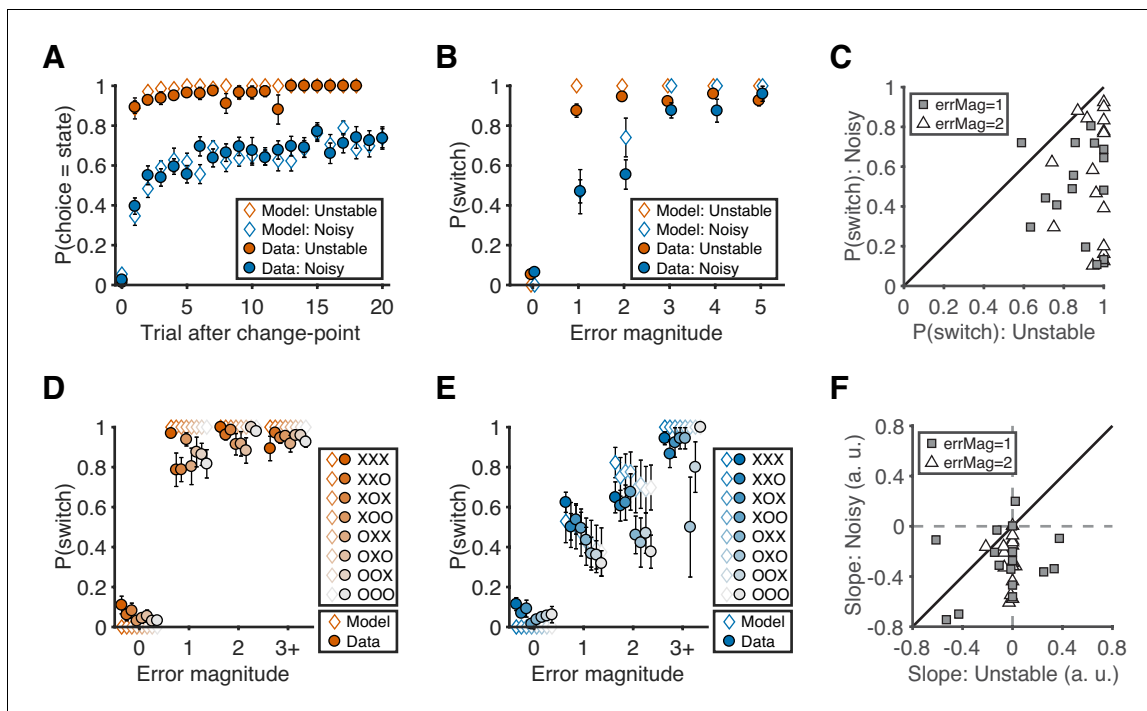 A
P(choice = state)
1
0.8
0.6
0.4
0.2
0
0 5 10 15 20
Trial after change-point
Model: Unstable
Model: Noisy
Data: Unstable
Data: Noisy
B
P(switch)
1
0.8
0.6
0.4
0.2
0
0 1 2 3 4 5
Error magnitude
Model: Unstable
Model: Noisy
Data: Unstable
Data: Noisy
C
P(switch): Noisy
1
0.8
0.6
0.4
0.2
0
0 0.2 0.4 0.6 0.8 1
P(switch): Unstable
errMag=1
errMag=2
D
P(switch)
1
0.8
0.6
0.4
0.2
0
0 1 2 3+
Error magnitude
XXX
XXO
XOX
XOO
OXX
OXO
OOX
OOO
Model
Data
E
P(switch)
1
0.8
0.6
0.4
0.2
0
0 1 2 3+
Error magnitude
XXX
XXO
XOX
XOO
OXX
OXO
OOX
OOO
Model
Data
F
Slope: Noisy (a. u.)
0.8
0.4
0
-0.4
-0.8
-0.8 -0.4 0 0.4 0.8
Slope: Unstable (a. u.)
errMag=1
errMag=2